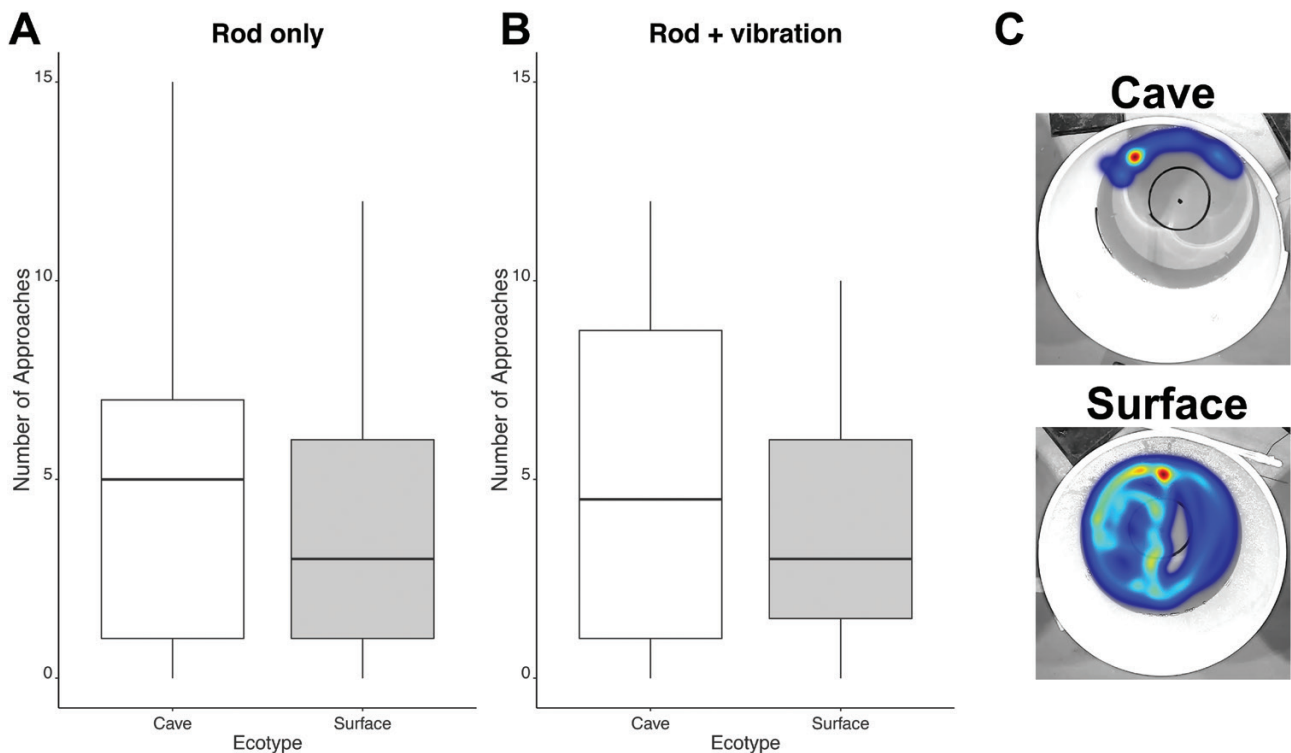 A
Rod only
15
10
5
0
Number of Approaches
Cave
Surface
Ecotype
B
Rod + vibration
15
10
5
0
Number of Approaches
Cave
Surface
Ecotype
C
Cave
Surface